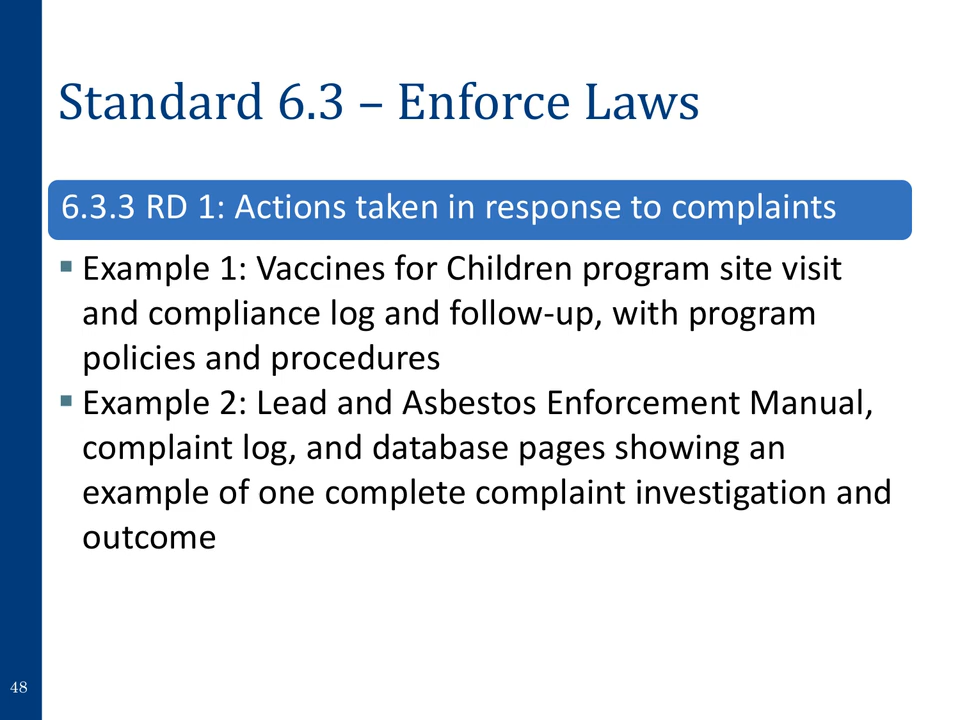 Standard 6.3 – Enforce Laws
6.3.3 RD 1: Actions taken in response to complaints
▪ Example 1: Vaccines for Children program site visit
and compliance log and follow-up, with program
policies and procedures
▪ Example 2: Lead and Asbestos Enforcement Manual,
complaint log, and database pages showing an
example of one complete complaint investigation and
outcome
48